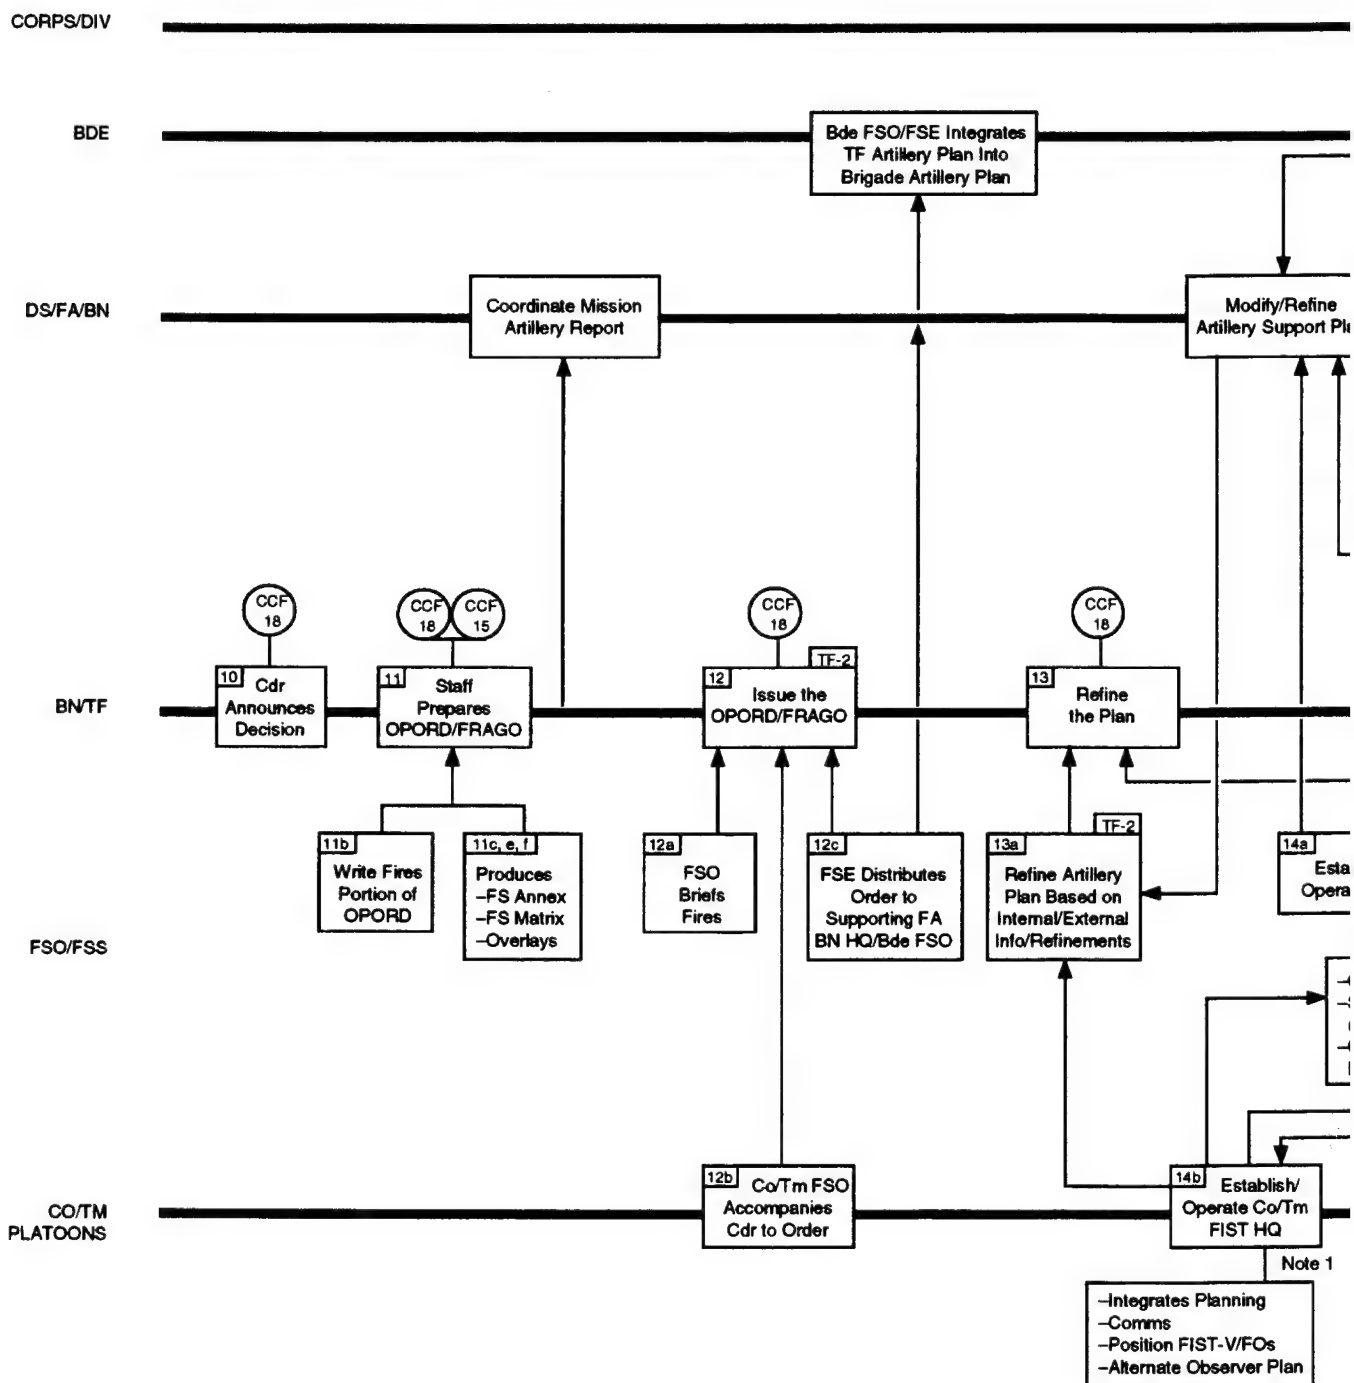 CORPS/DIV
BDE
Bde FSO/FSE Integrates
TF Artillery Plan Into
Brigade Artillery Plan
DS/FA/BN
Coordinate Mission
Artillery Report
Modify/Refine
Artillery Support
CCF
18
CCF
18
CCF
15
CCF
18
CCF
18
BN/TF
10
Cdr
Announces
Decision
11
Staff
Prepares
OPORD/FRAGO
TF-2
12
Issue the
OPORD/FRAGO
13
Refine
the Plan
FSO/FSS
11b
Write Fires
Portion of
OPORD
11c, e, f
Produces
–FS Annex
–FS Matrix
–Overlays
12a
FSO
Briefs
Fires
12c
FSE Distributes
Order to
Supporting FA
BN HQ/Bde FSO
TF-2
13a
Refine Artillery
Plan Based on
Internal/External
Info/Refinements
14a
CO/TM
PLATOONS
12b
Co/Tm FSO
Accompanies
Cdr to Order
14b
Establish/
Operate Co/Tm
FIST HQ
Note 1
–Integrates Planning
–Comms
–Position FIST-V/FOs
–Alternate Observer Plan